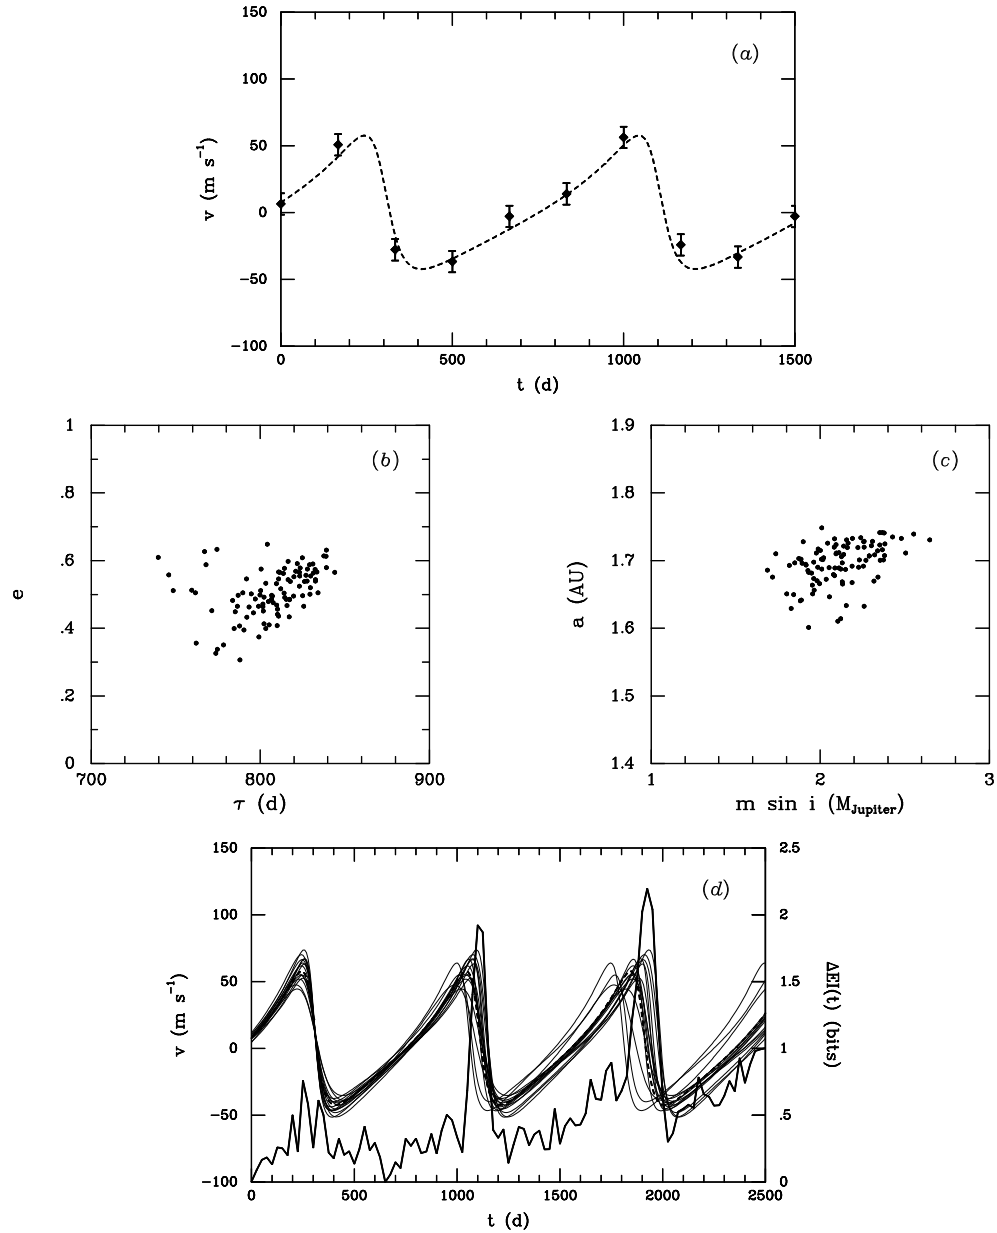 150
100
50
0
−50
−100
v (m s⁻¹)
(a)
0 500 1000 1500
t (d)
1
.8
.6
.4
.2
0
e
(b)
700 800 900
τ (d)
1.9
1.8
1.7
1.6
1.5
1.4
a (AU)
(c)
1 2 3
m sin i (M_Jupiter)
150
100
50
0
−50
−100
v (m s⁻¹)
(d)
2.5
2
1.5
1
.5
0
ΔEI(t) (bits)
0 500 1000 1500 2000 2500
t (d)